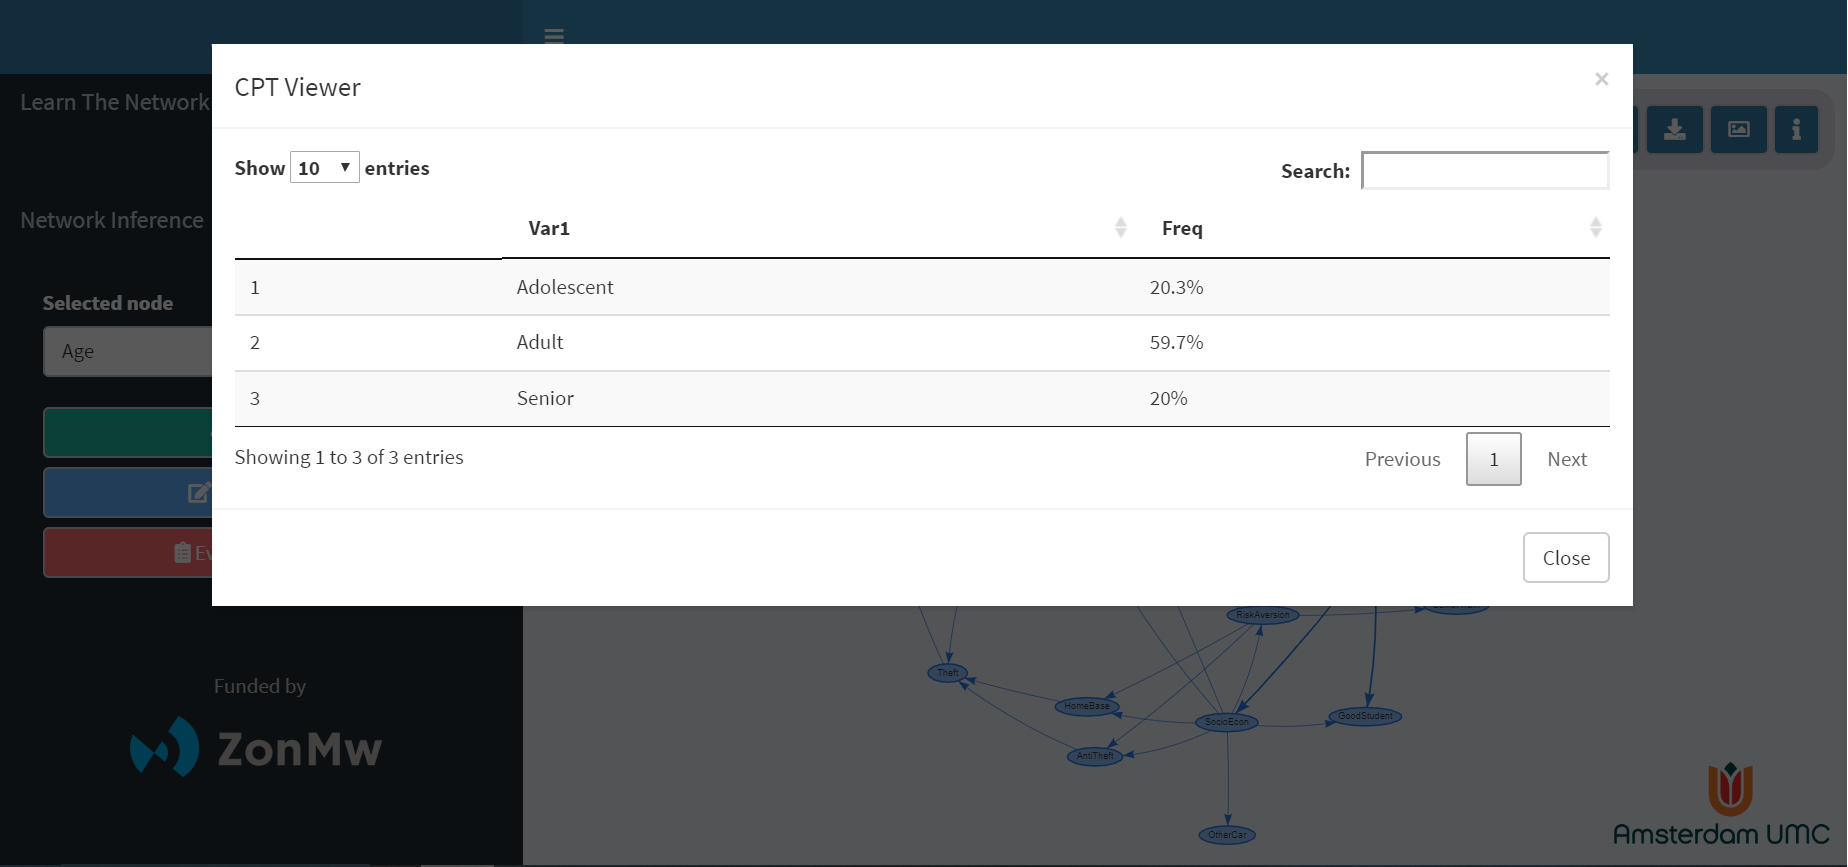 CPT Viewer
×
Learn The Network
Show 10 entries
Search:
Network Inference
Var1 Freq
1 Adolescent 20.3%
2 Adult 59.7%
3 Senior 20%
Selected node
Age
Showing 1 to 3 of 3 entries
Previous 1 Next
Close
RiskAversion
Theft
HomeBase
SocioEcon
GoodStudent
AntiTheft
OtherCar
Funded by
ZonMw
Amsterdam UMC